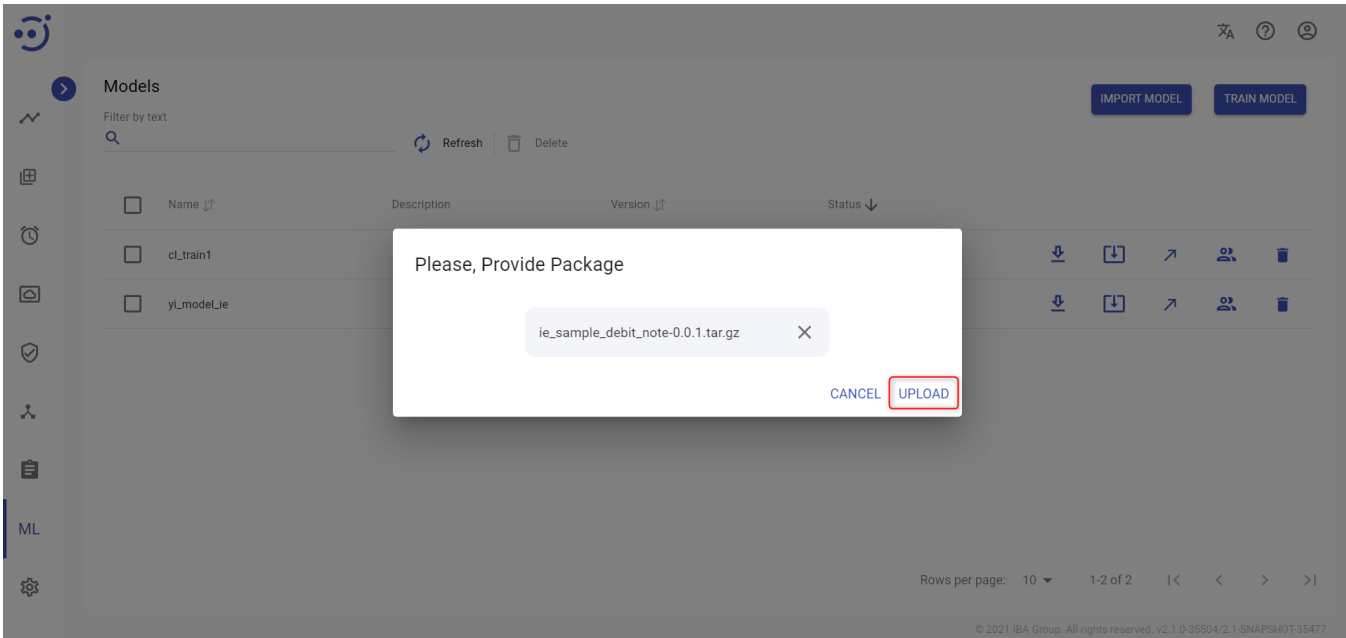 Models
IMPORT MODEL
TRAIN MODEL
Filter by text
Refresh
Delete
Name
Description
Version
Status
cl_train1
Please, Provide Package
yi_model_ie
ie_sample_debit_note-0.0.1.tar.gz
CANCEL
UPLOAD
ML
Rows per page: 10
1-2 of 2
© 2021 IBA Group. All rights reserved. v2.1.0-35504/2.1-SNAPSHOT-35477